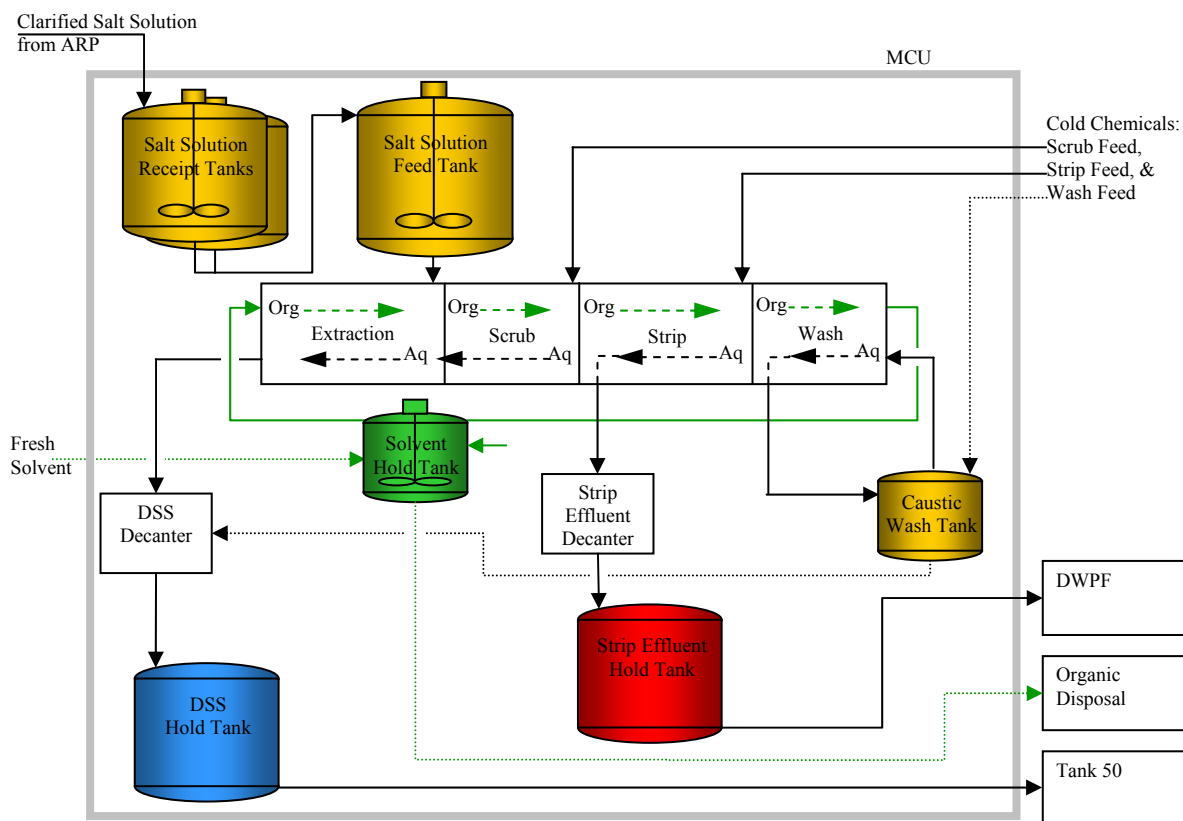 Clarified Salt Solution
from ARP
MCU
Salt Solution
Receipt Tanks
Salt Solution
Feed Tank
Cold Chemicals:
Scrub Feed,
Strip Feed, &
Wash Feed
Org
Extraction
Org
Scrub
Aq
Org
Strip
Aq
Org
Wash
Aq
Aq
Fresh
Solvent
Solvent
Hold Tank
DSS
Decanter
Strip
Effluent
Decanter
Caustic
Wash Tank
DWPF
Strip Effluent
Hold Tank
Organic
Disposal
DSS
Hold Tank
Tank 50